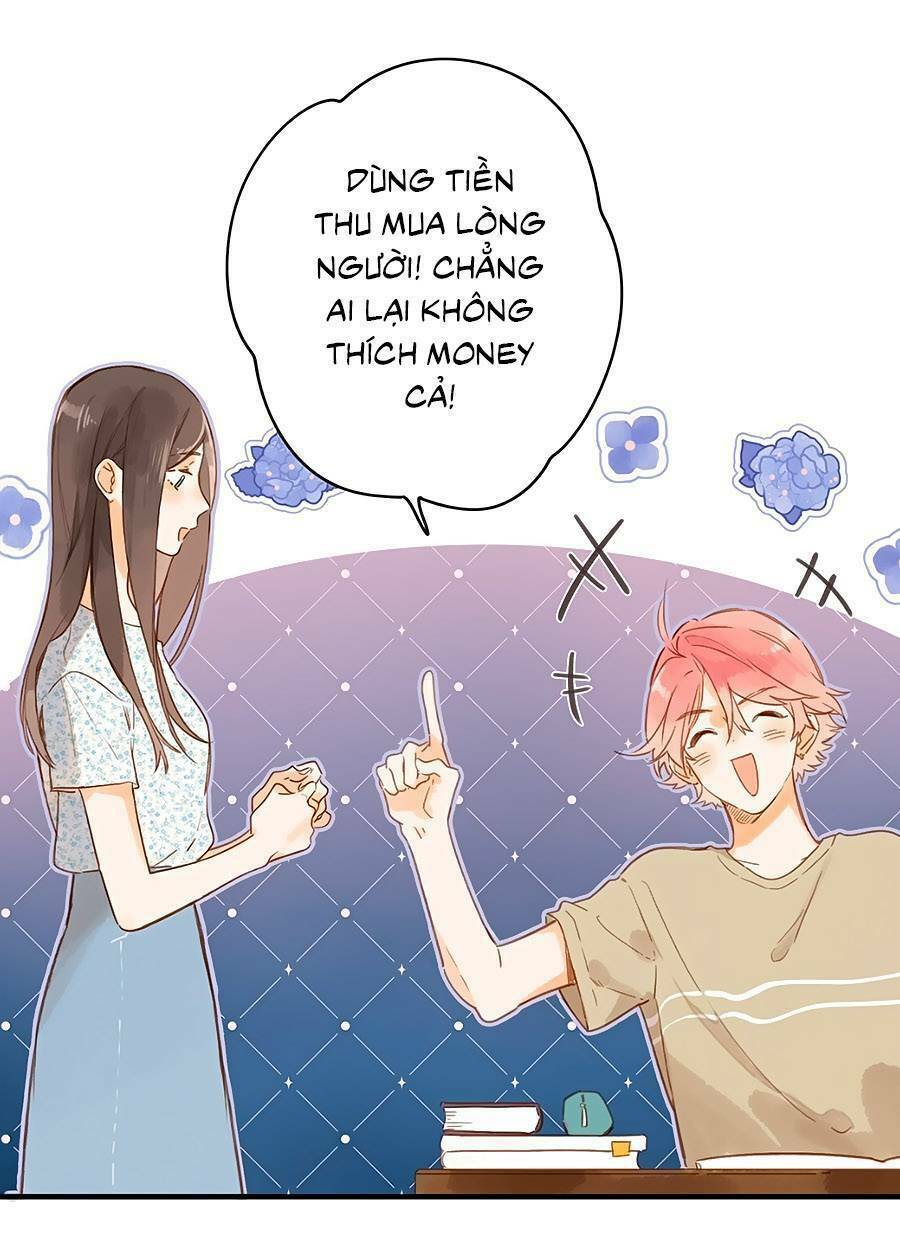 DÙNG TIỀN
THU MUA LÒNG
NGƯỜI! CHẲNG
AI LẠI KHÔNG
THÍCH MONEY
CẢ!